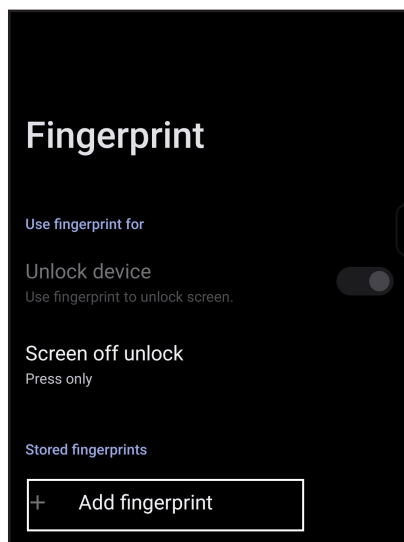 Fingerprint
Use fingerprint for
Unlock device
Use fingerprint to unlock screen.
Screen off unlock
Press only
Stored fingerprints
+ Add fingerprint